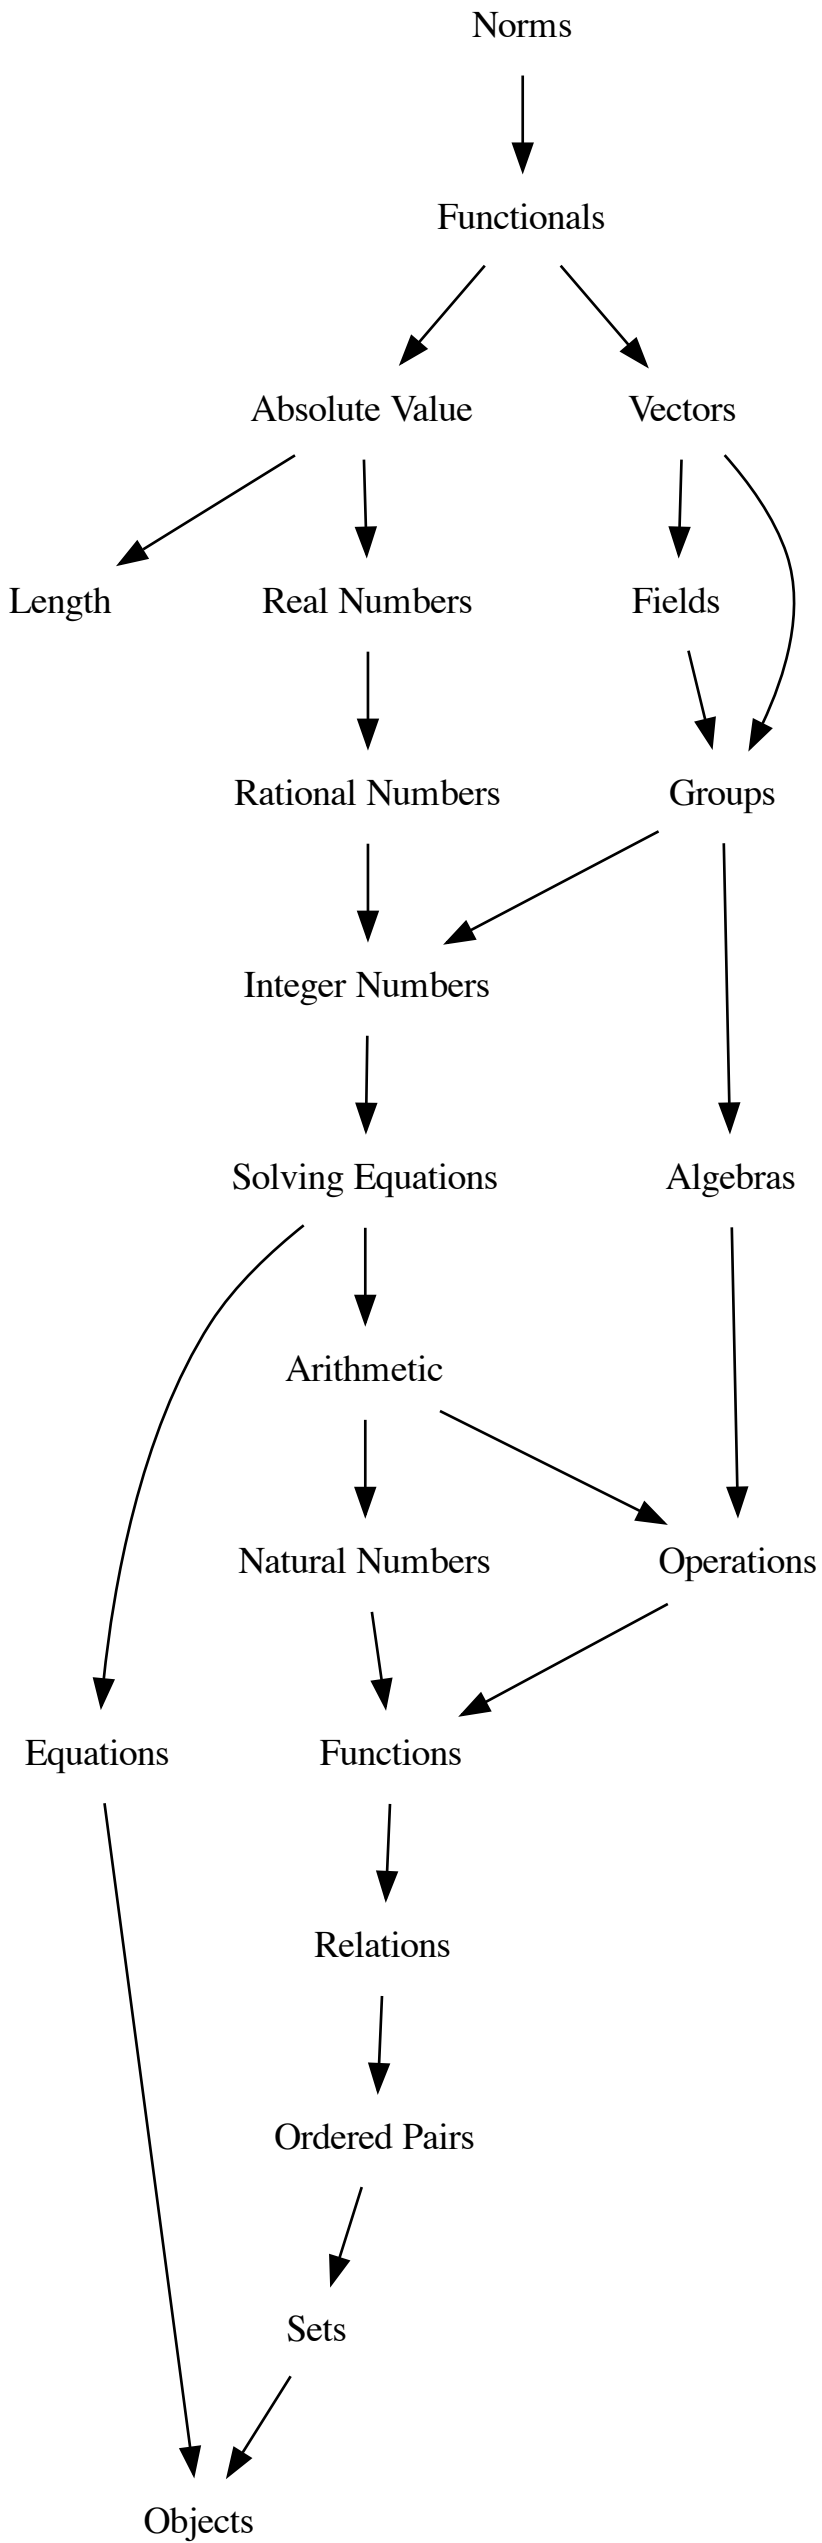 Norms
Functionals
Absolute Value
Vectors
Length
Real Numbers
Fields
Rational Numbers
Groups
Integer Numbers
Solving Equations
Algebras
Arithmetic
Natural Numbers
Operations
Equations
Functions
Relations
Ordered Pairs
Sets
Objects